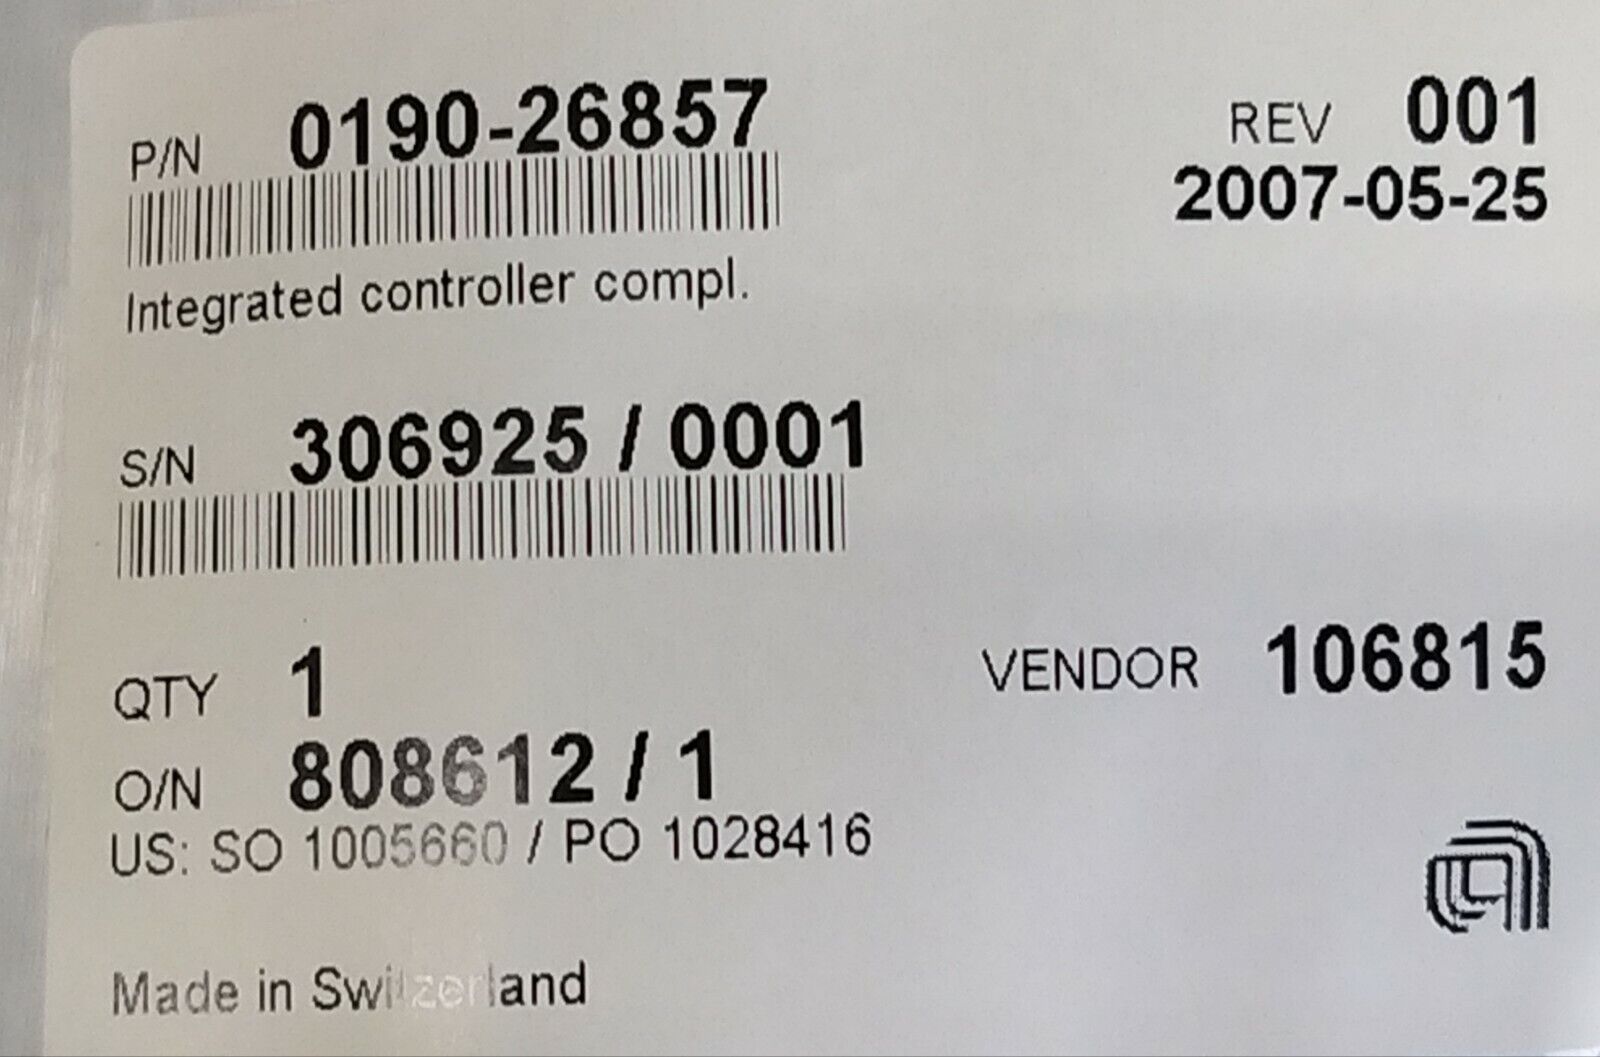 P/N 0190-26857 REV 001
2007-05-25
Integrated controller compl.
S/N 306925 / 0001
QTY 1 VENDOR 106815
O/N 808612 / 1
US: SO 1005660 / PO 1028416
Made in Switzerland